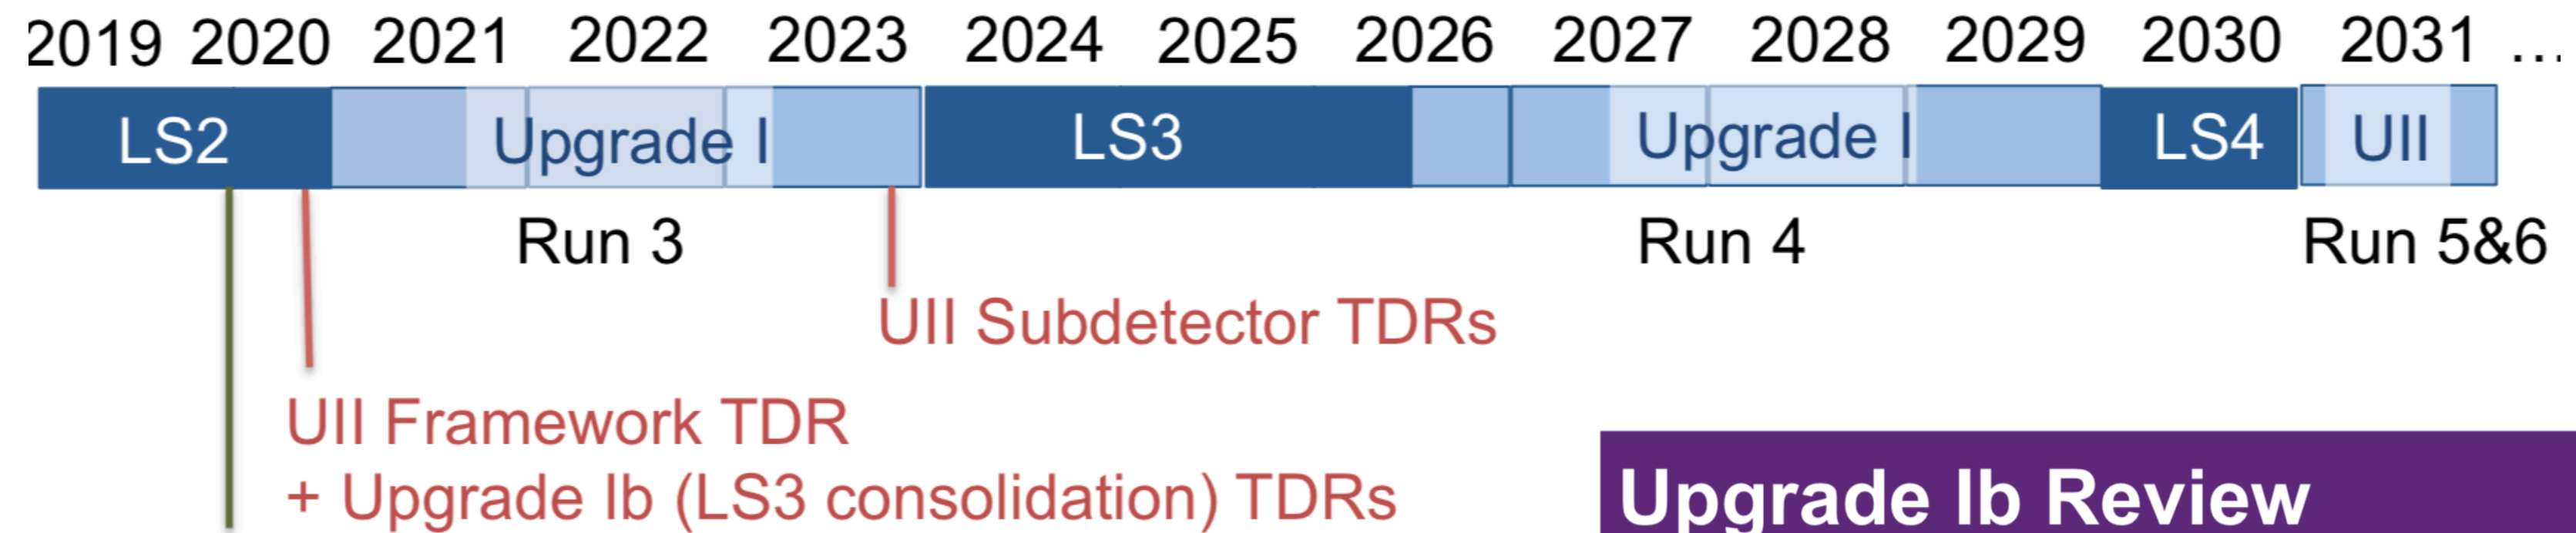 2019 2020 2021 2022 2023 2024 2025 2026 2027 2028 2029 2030 2031 ...
LS2 Upgrade I LS3 Upgrade I LS4 UII
Run 3 Run 4 Run 5&6
UII Subdetector TDRs
UII Framework TDR
+ Upgrade Ib (LS3 consolidation) TDRs
Upgrade Ib Review